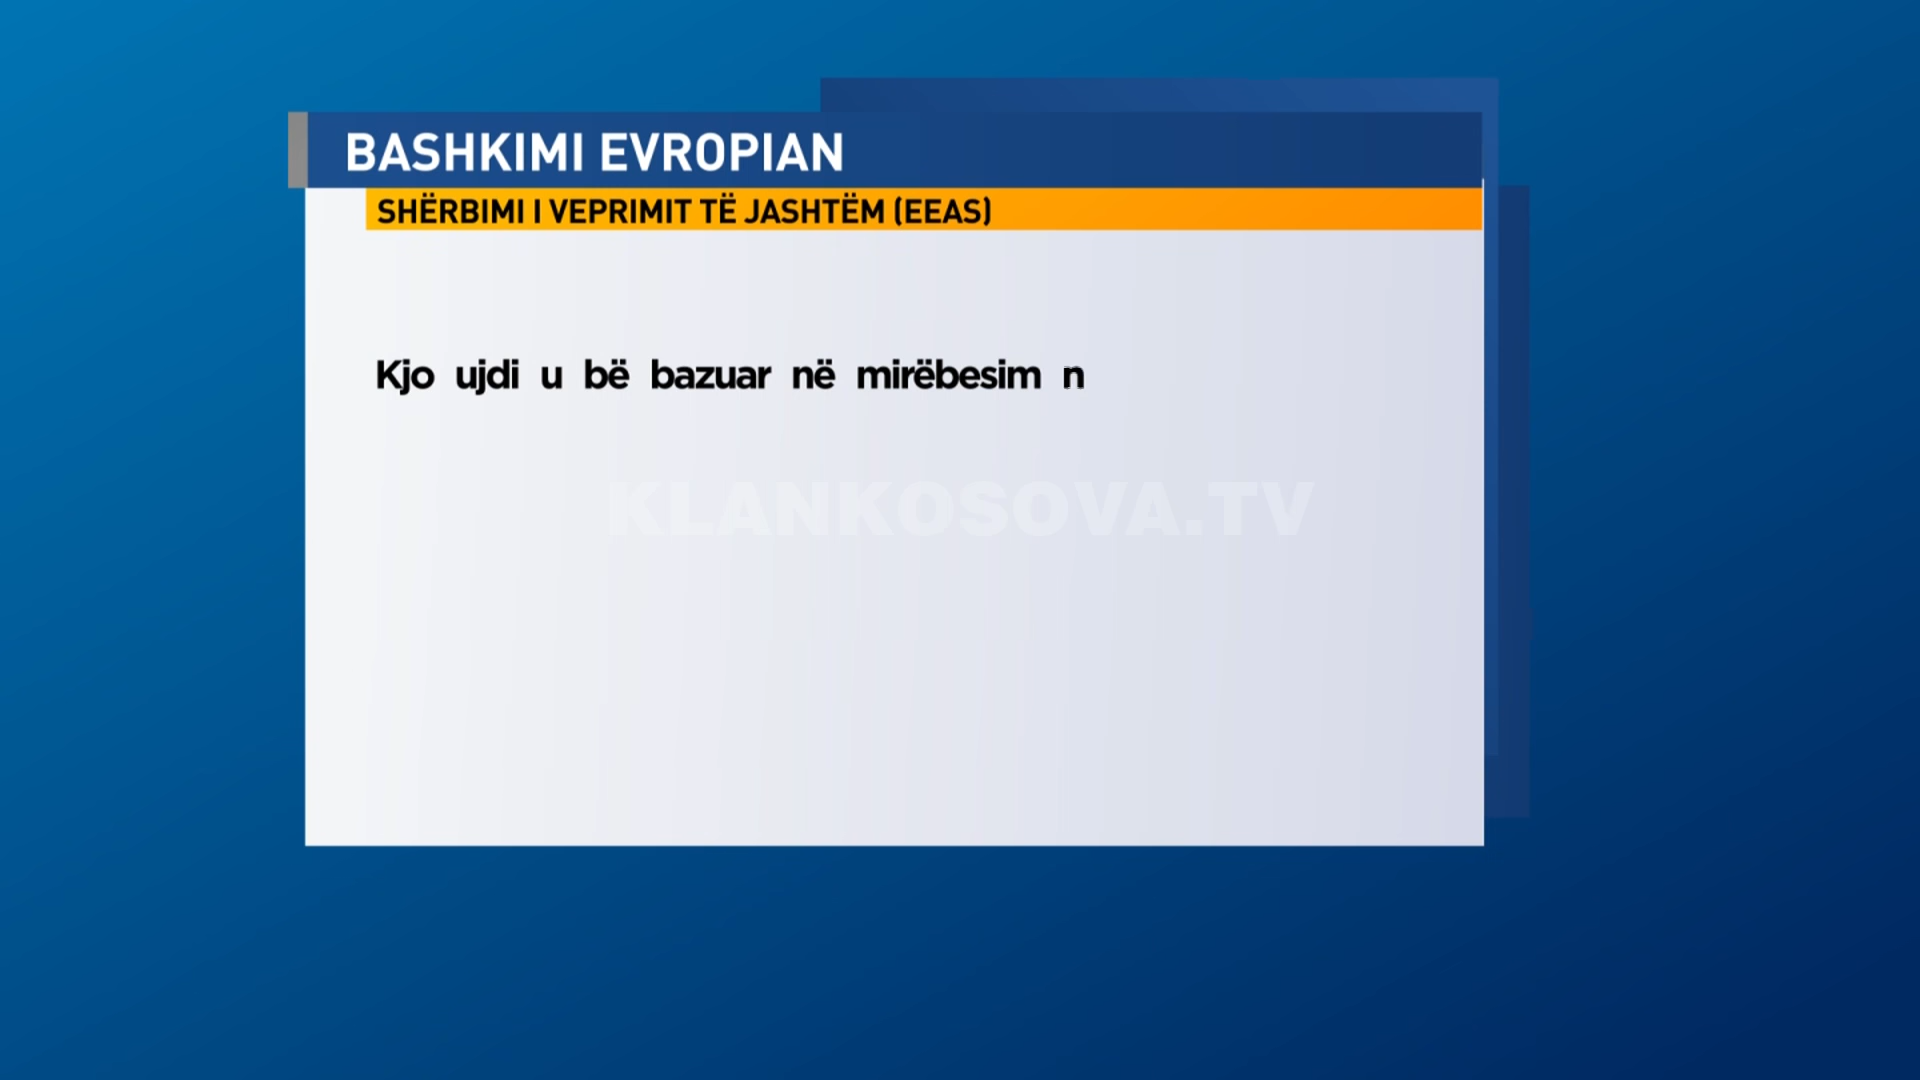 BASHKIMI EVROPIAN
SHËRBIMI I VEPRIMIT TË JASHTËM (EEAS)
Kjo ujdi u bë bazuar në mirëbesim n
KLANKOSOVA.TV